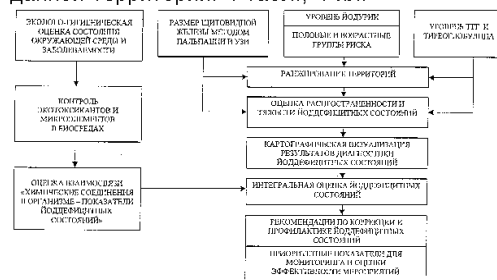 ЭКОЛОГО-ГИГИЕНИЧЕСКАЯ
ОЦЕНКА СОСТОЯНИЯ
ОКРУЖАЮЩЕЙ СРЕДЫ И
ЗАБОЛЕВАЕМОСТИ
РАЗМЕР ЩИТОВИДНОЙ
ЖЕЛЕЗЫ МЕТОДОМ
ПАЛЬПАЦИИ И УЗИ
УРОВЕНЬ ЙОДУРИИ
ПОЛОВЫЕ И ВОЗРАСТНЫЕ
ГРУППЫ РИСКА
УРОВЕНЬ ТТГ И
ТИРЕОГЛОБУЛИНА
РАНЖИРОВАНИЕ ТЕРРИТОРИЙ
КОНТРОЛЬ
ЭКОТОКСИКАНТОВ И
МИКРОЭЛЕМЕНТОВ
В БИОСРЕДАХ
ОЦЕНКА РАСПОСТРАНЕННОСТИ И
ТЯЖЕСТИ ЙОДДЕФИЦИТНЫХ
СОСТОЯНИЙ
КАРТОГРАФИЧЕСКАЯ ВИЗУАЛИЗАЦИЯ
РЕЗУЛЬТАТОВ ДИАГНОСТИКИ
ЙОДДЕФИЦИТНЫХ СОСТОЯНИЙ
ОЦЕНКА ВЗАИМОСВЯЗИ
«ХИМИЧЕСКИЕ СОЕДИНЕНИЯ
В ОРГАНИЗМЕ – ПОКАЗАТЕЛИ
ЙОДДЕФИЦИТНЫХ
СОСТОЯНИЙ»
ИНТЕГРАЛЬНАЯ ОЦЕНКА ЙОДДЕФИЦИТНЫХ
СОСТОЯНИЙ
РЕКОМЕНДАЦИИ ПО КОРРЕКЦИИ И
ПРОФИЛАКТИКЕ ЙОДДЕФИЦИТНЫХ
СОСТОЯНИЙ
ПРИОРИТЕТНЫЕ ПОКАЗАТЕЛИ ДЛЯ
МОНИТОРИНГА И ОЦЕНКИ
ЭФФЕКТИВНОСТИ МЕРОПРИЯТИЙ